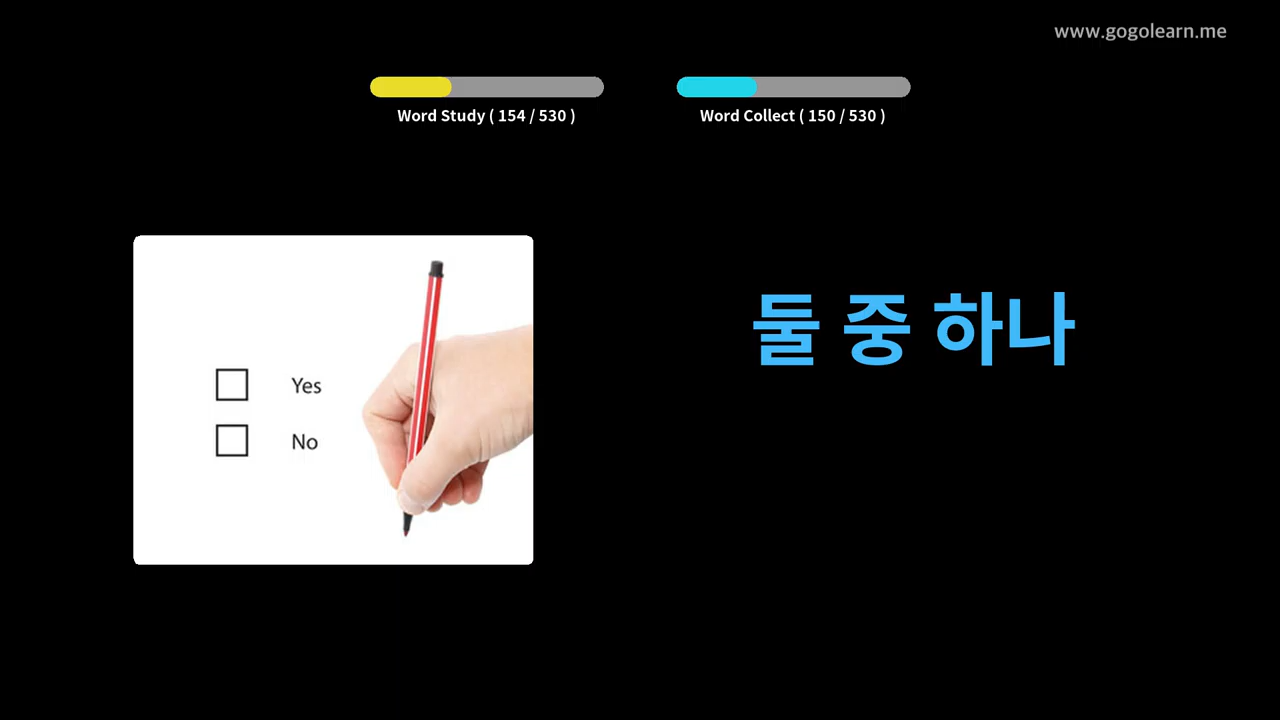 www.gogolearn.me
Word Study ( 154 / 530 )
Word Collect ( 150 / 530 )
Yes
No
둘 중 하나